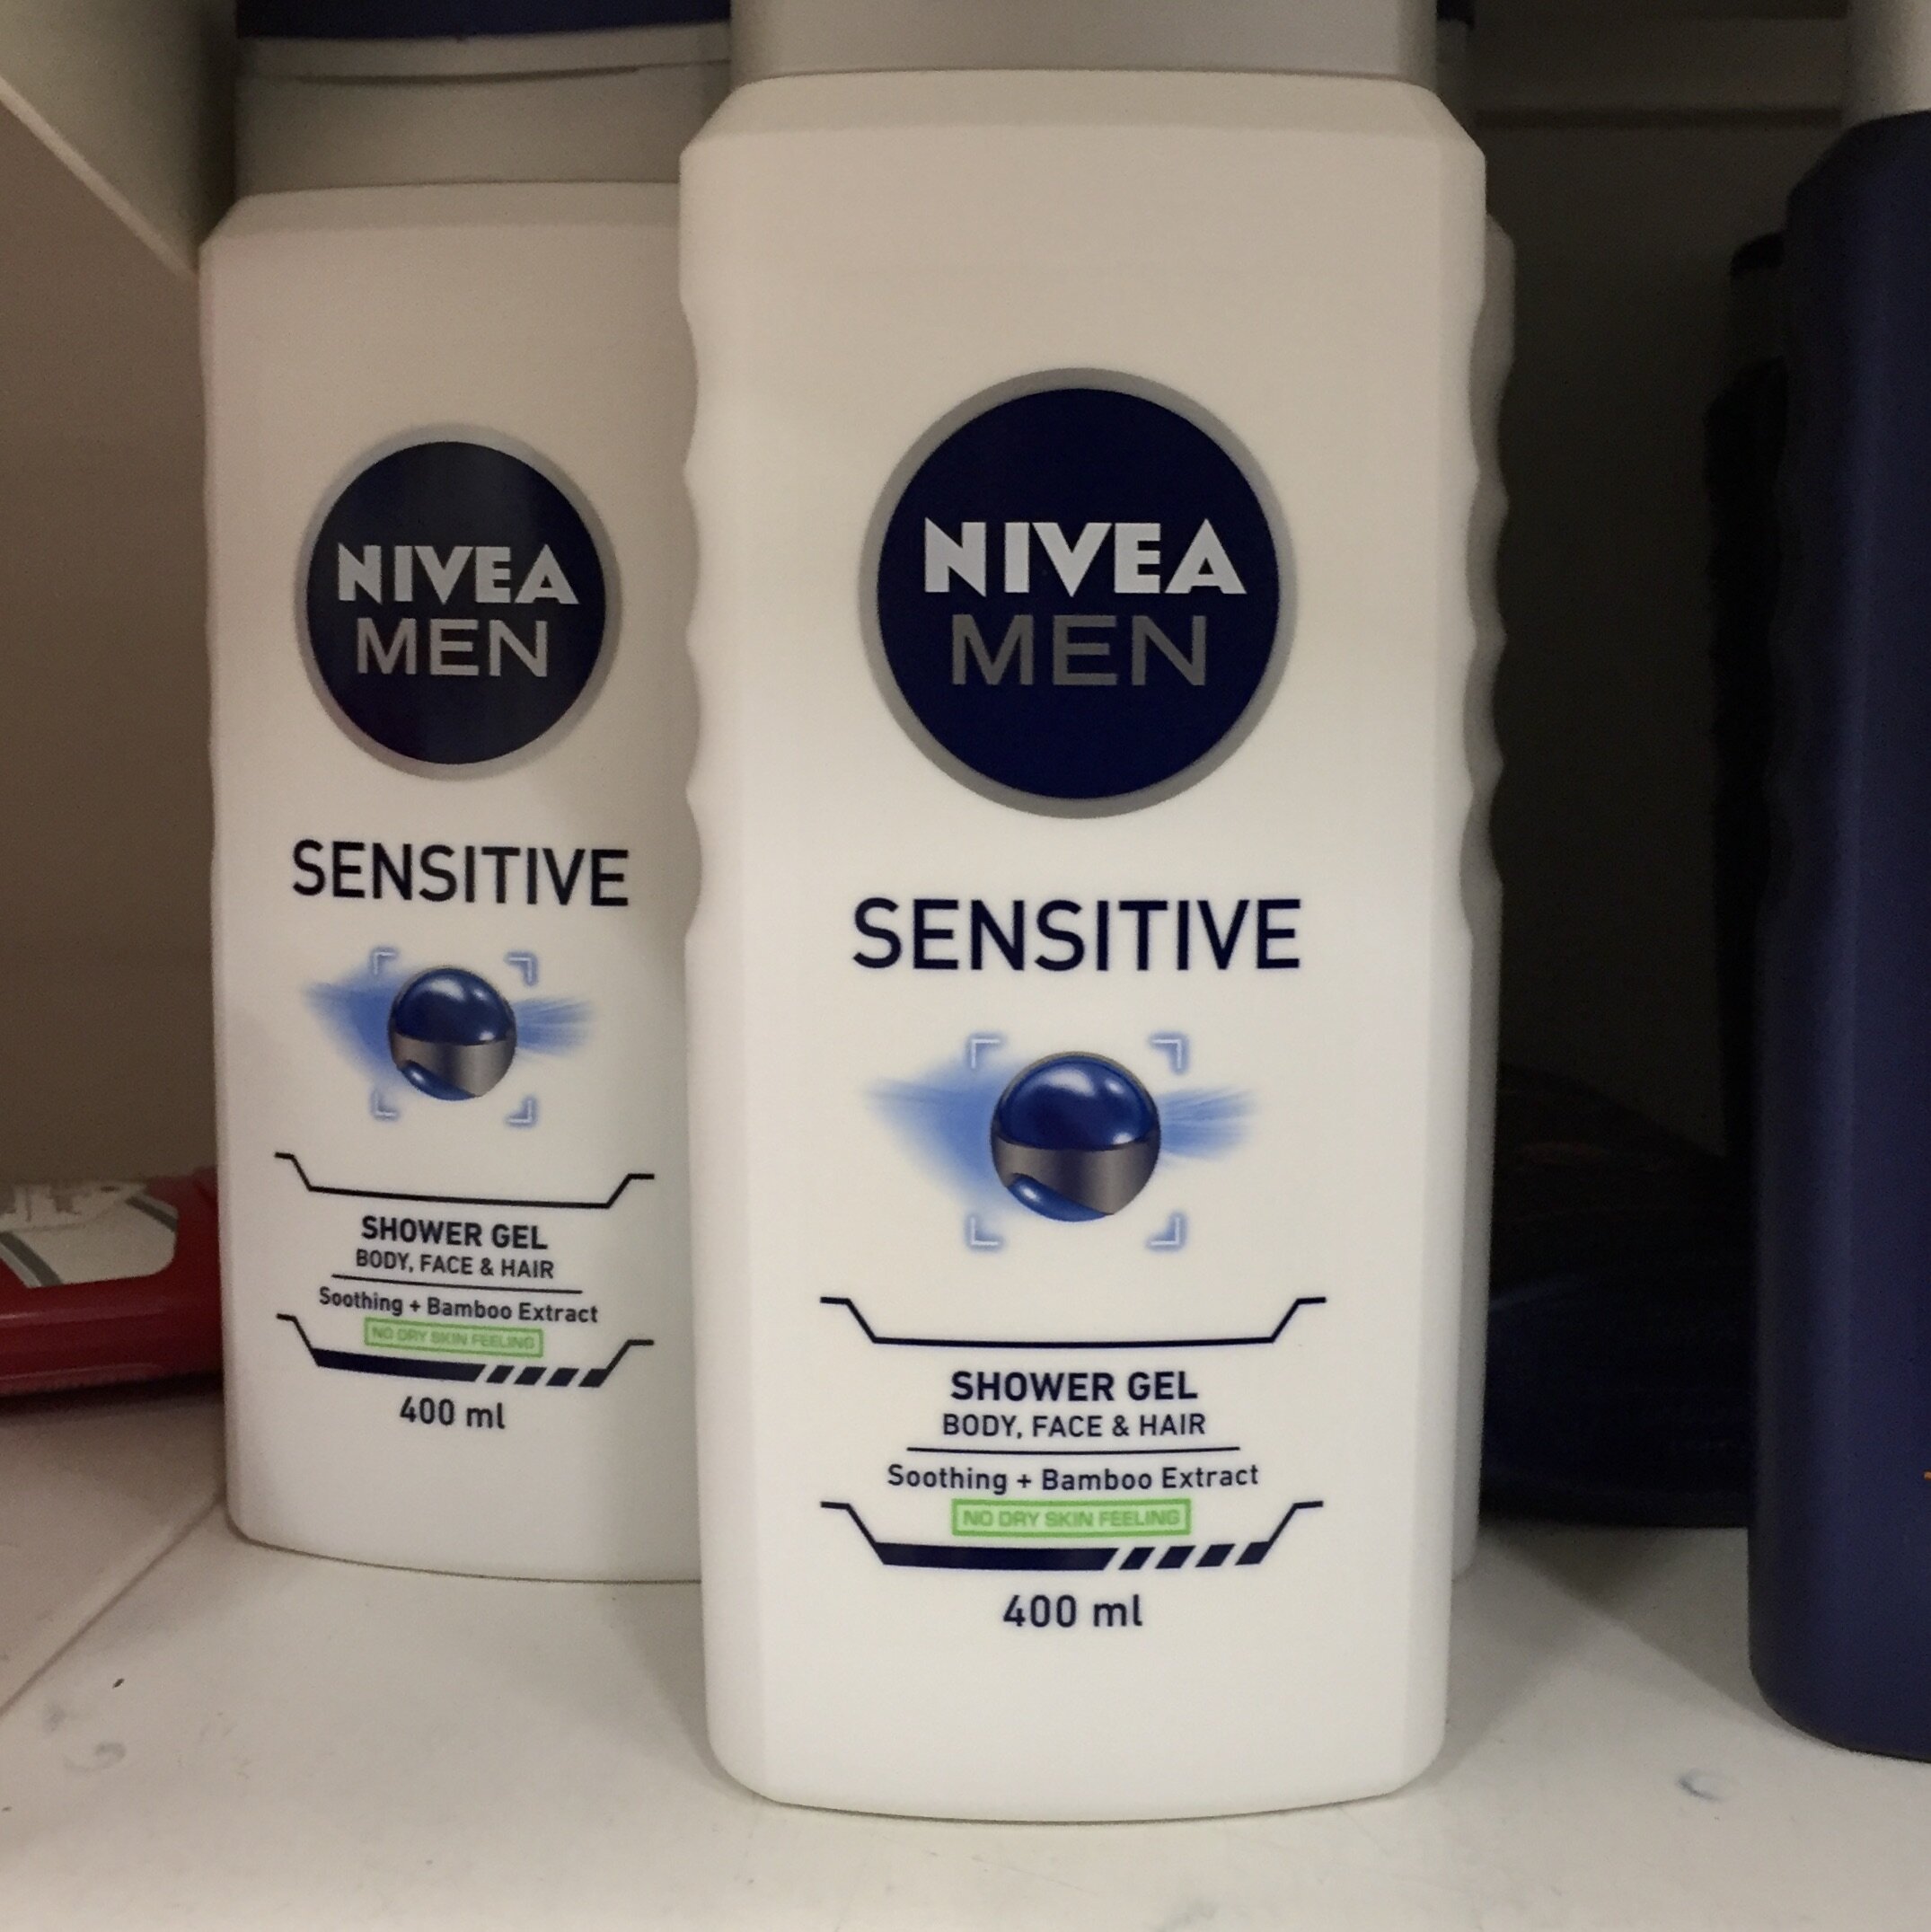 NIVEA
MEN
SENSITIVE
SHOWER GEL
BODY, FACE & HAIR
Soothing + Bamboo Extract
NO DRY SKIN FEELING
400 ml
NIVEA
MEN
SENSITIVE
SHOWER GEL
BODY, FACE & HAIR
Soothing + Bamboo Extract
NO DRY SKIN FEELING
400 ml